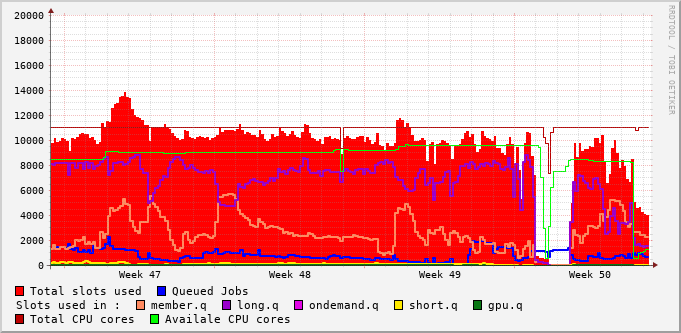 20000
18000
16000
14000
12000
10000
8000
6000
4000
2000
0
Week 47 Week 48 Week 49 Week 50
RRDTOOL / TOBI OETIKER
Total slots used Queued Jobs
Slots used in : member.q long.q ondemand.q short.q gpu.q
Total CPU cores Availale CPU cores